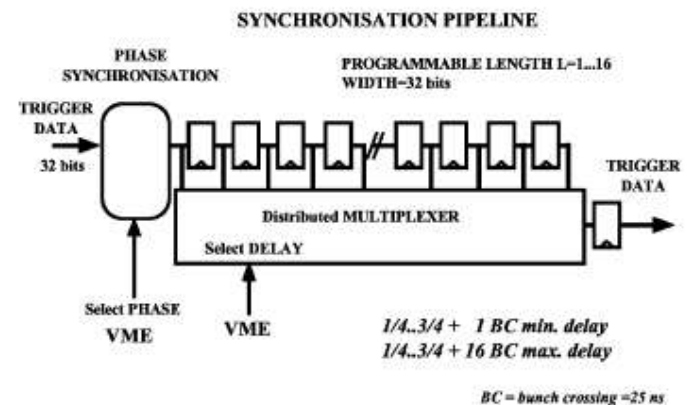 SYNCHRONISATION PIPELINE
PHASE
SYNCHRONISATION
PROGRAMMABLE LENGTH L=1...16
WIDTH=32 bits
TRIGGER
DATA
32 bits
TRIGGER
DATA
Distributed MULTIPLEXER
Select DELAY
Select PHASE
VME
VME
1/4..3/4 + 1 BC min. delay
1/4..3/4 + 16 BC max. delay
BC = bunch crossing =25 ns